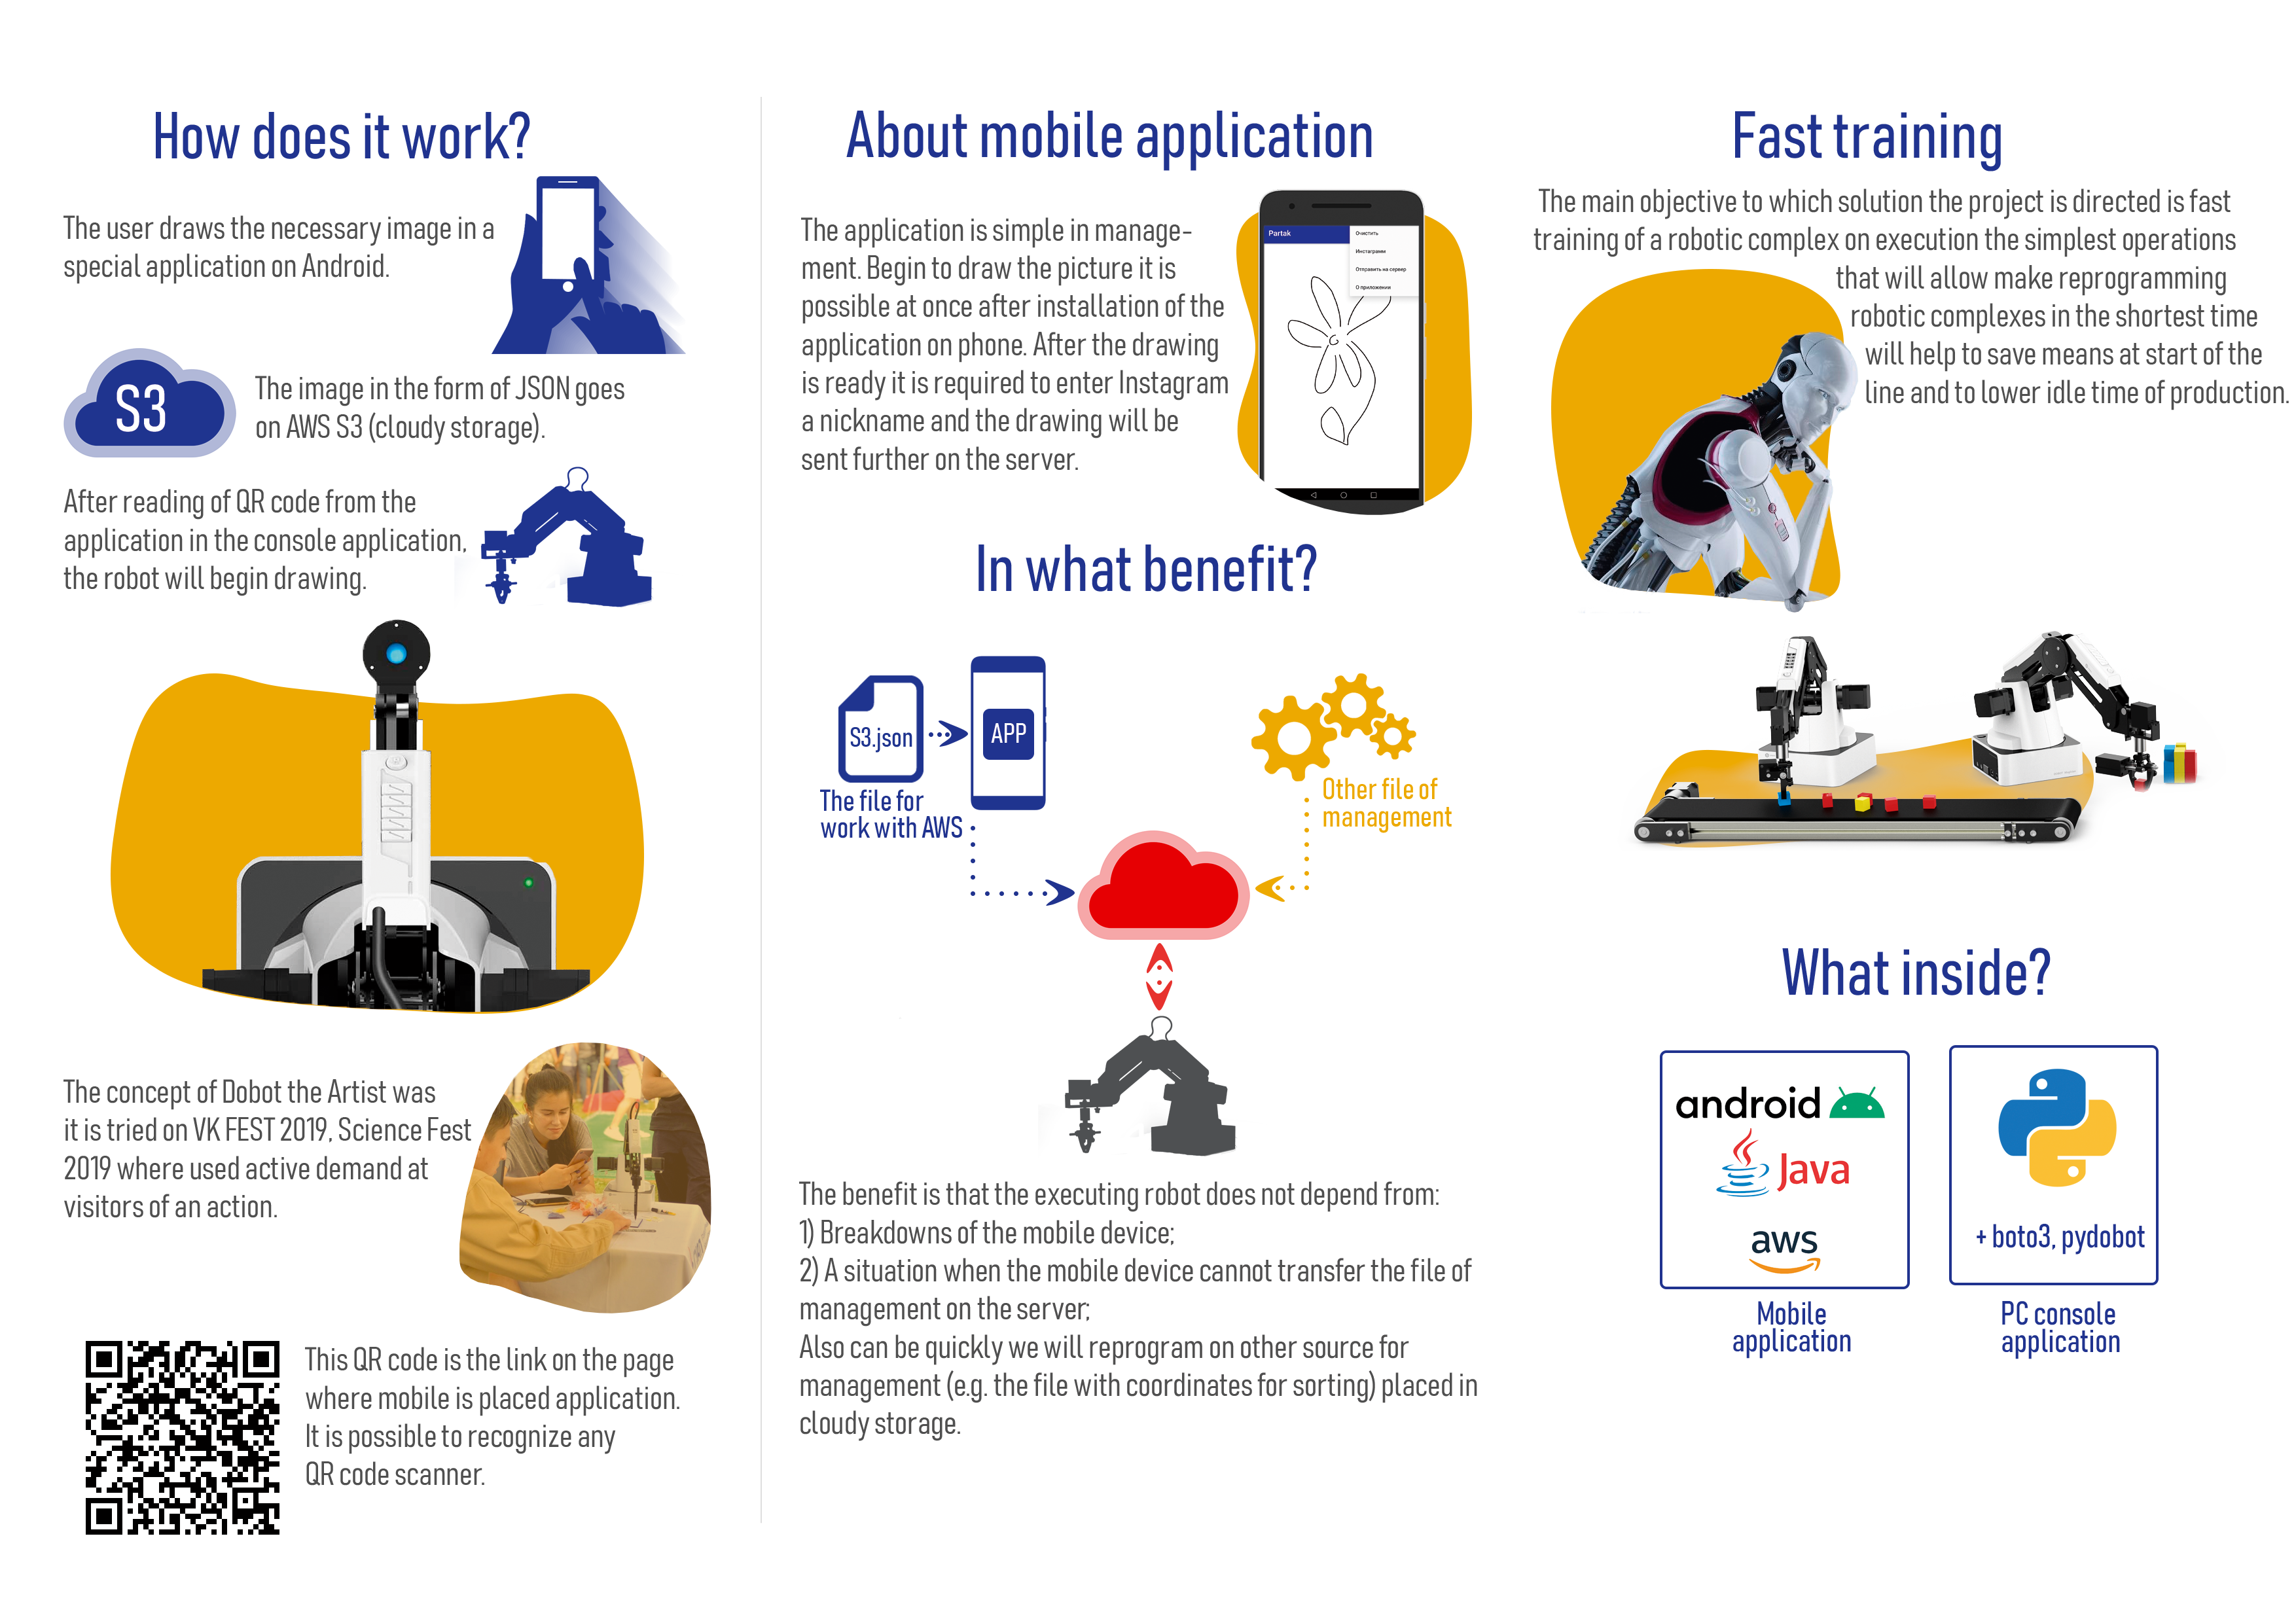 How does it work?
The user draws the necessary image in a
special application on Android.
S3
The image in the form of JSON goes
on AWS S3 (cloudy storage).
After reading of QR code from the
application in the console application,
the robot will begin drawing.
The concept of Dobot the Artist was
it is tried on VK FEST 2019, Science Fest
2019 where used active demand at
visitors of an action.
This QR code is the link on the page
where mobile is placed application.
It is possible to recognize any
QR code scanner.
About mobile application
The application is simple in manage-
ment. Begin to draw the picture it is
possible at once after installation of the
application on phone. After the drawing
is ready it is required to enter Instagram
a nickname and the drawing will be
sent further on the server.
Partak
Очистить
Инстаграмм
Отправить на сервер
О приложении
In what benefit?
S3.json
APP
The file for
work with AWS
Other file of
management
The benefit is that the executing robot does not depend from:
1) Breakdowns of the mobile device;
2) A situation when the mobile device cannot transfer the file of
management on the server;
Also can be quickly we will reprogram on other source for
management (e.g. the file with coordinates for sorting) placed in
cloudy storage.
Fast training
The main objective to which solution the project is directed is fast
training of a robotic complex on execution the simplest operations
that will allow make reprogramming
robotic complexes in the shortest time
will help to save means at start of the
line and to lower idle time of production.
What inside?
android
Java
aws
Mobile
application
+ boto3, pydobot
PC console
application